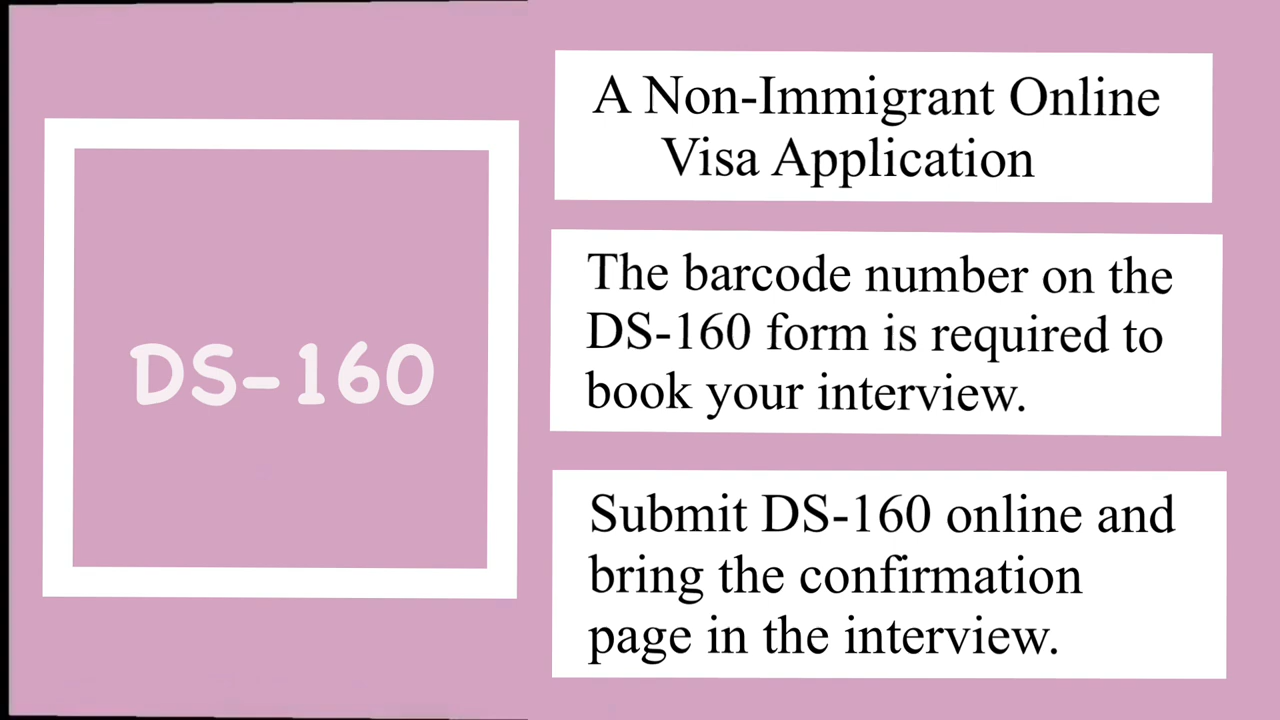 DS-160
A Non-Immigrant Online
Visa Application
The barcode number on the
DS-160 form is required to
book your interview.
Submit DS-160 online and
bring the confirmation
page in the interview.